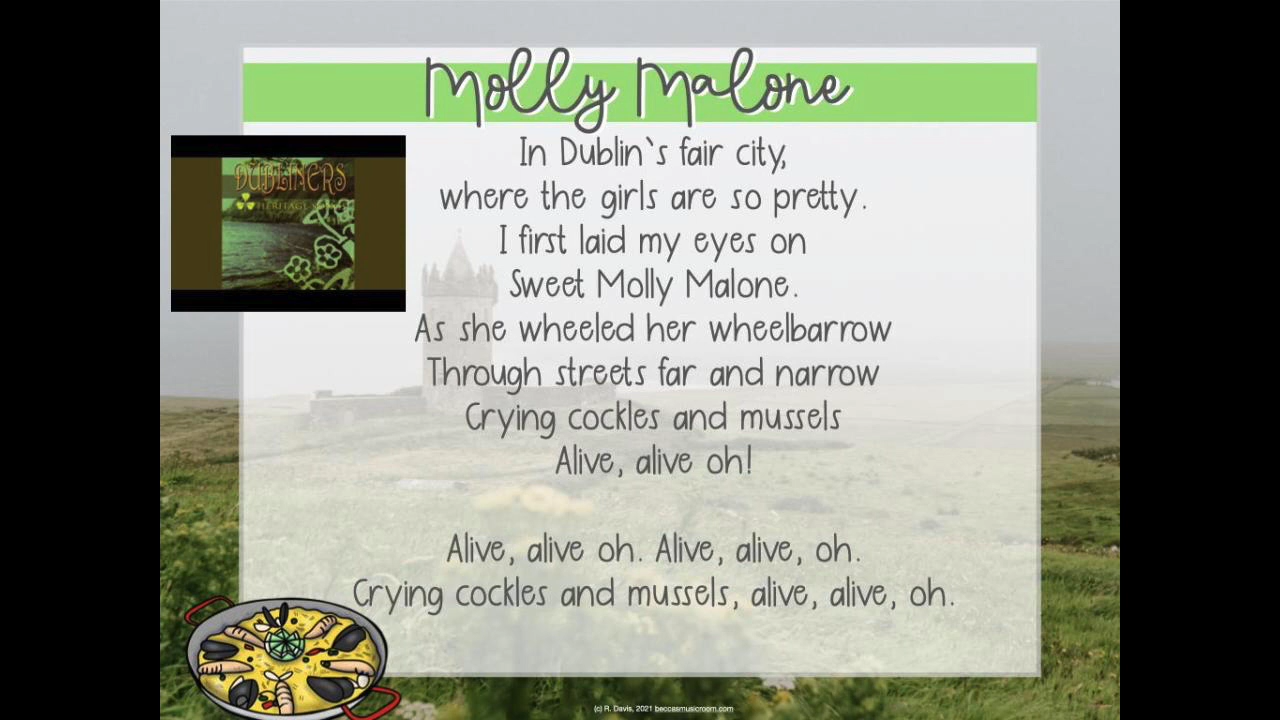 Molly Malone
DUBLINERS
HERITAGE
In Dublin`s fair city,
where the girls are so pretty.
I first laid my eyes on
Sweet Molly Malone.
As she wheeled her wheelbarrow
Through streets far and narrow
Crying cockles and mussels
Alive, alive oh!
Alive, alive oh. Alive, alive, oh.
Crying cockles and mussels, alive, alive, oh.
(c) R. Davis, 2021 beccasmusicroom.com